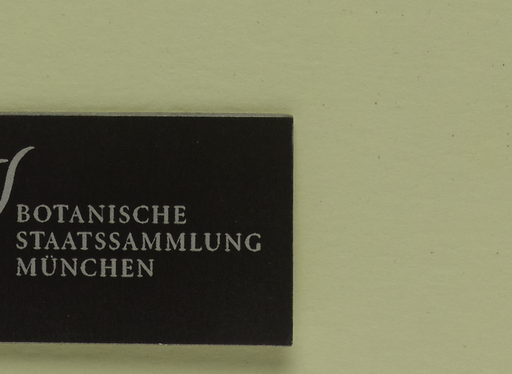 BOTANISCHE
STAATSSAMMLUNG
MÜNCHEN